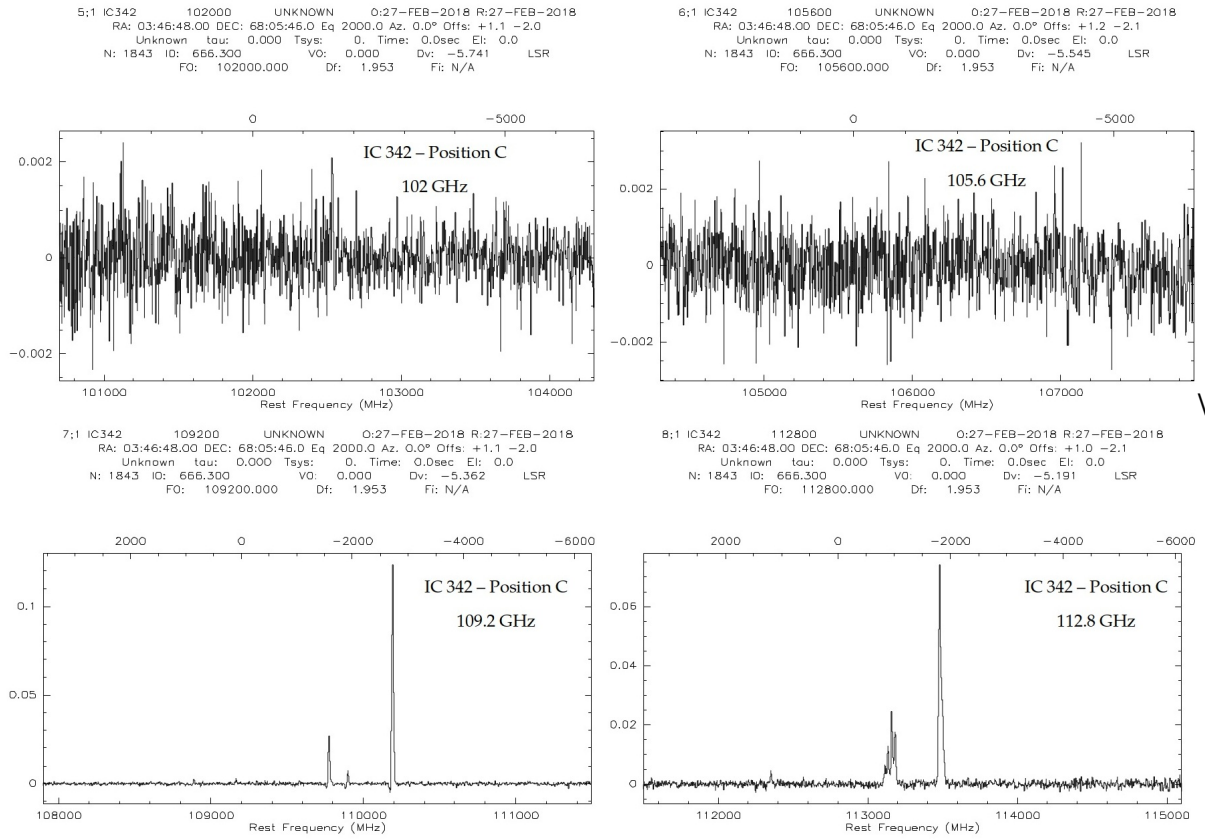 5;1 IC342 102000 UNKNOWN O:27-FEB-2018 R:27-FEB-2018
RA: 03:46:48.00 DEC: 68:05:46.0 Eq 2000.0 Az. 0.0° Offs: +1.1 -2.0
Unknown tau: 0.000 Tsys: 0. Time: 0.0sec El: 0.0
N: 1843 I0: 666.300 V0: 0.000 Dv: -5.741 LSR
F0: 102000.000 Df: 1.953 Fi: N/A
0 -5000
IC 342 – Position C
102 GHz
0.002
0
-0.002
101000 102000 103000 104000
Rest Frequency (MHz)
6;1 IC342 105600 UNKNOWN O:27-FEB-2018 R:27-FEB-2018
RA: 03:46:48.00 DEC: 68:05:46.0 Eq 2000.0 Az. 0.0° Offs: +1.2 -2.1
Unknown tau: 0.000 Tsys: 0. Time: 0.0sec El: 0.0
N: 1843 I0: 666.300 V0: 0.000 Dv: -5.545 LSR
F0: 105600.000 Df: 1.953 Fi: N/A
0 -5000
IC 342 – Position C
105.6 GHz
0.002
0
-0.002
105000 106000 107000
Rest Frequency (MHz)
\
7;1 IC342 109200 UNKNOWN O:27-FEB-2018 R:27-FEB-2018
RA: 03:46:48.00 DEC: 68:05:46.0 Eq 2000.0 Az. 0.0° Offs: +1.1 -2.0
Unknown tau: 0.000 Tsys: 0. Time: 0.0sec El: 0.0
N: 1843 I0: 666.300 V0: 0.000 Dv: -5.362 LSR
F0: 109200.000 Df: 1.953 Fi: N/A
2000 0 -2000 -4000 -6000
IC 342 – Position C
109.2 GHz
0.1
0.05
0
108000 109000 110000 111000
Rest Frequency (MHz)
8;1 IC342 112800 UNKNOWN O:27-FEB-2018 R:27-FEB-2018
RA: 03:46:48.00 DEC: 68:05:46.0 Eq 2000.0 Az. 0.0° Offs: +1.0 -2.1
Unknown tau: 0.000 Tsys: 0. Time: 0.0sec El: 0.0
N: 1843 I0: 666.300 V0: 0.000 Dv: -5.191 LSR
F0: 112800.000 Df: 1.953 Fi: N/A
2000 0 -2000 -4000 -6000
IC 342 – Position C
112.8 GHz
0.06
0.04
0.02
0
112000 113000 114000 115000
Rest Frequency (MHz)